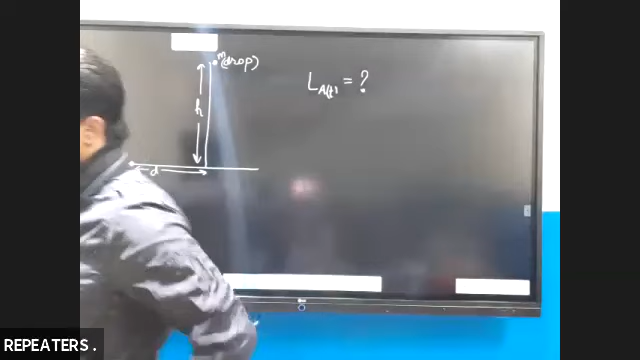 m (drop)
L_A(t) = ?
h
d
REPEATERS .